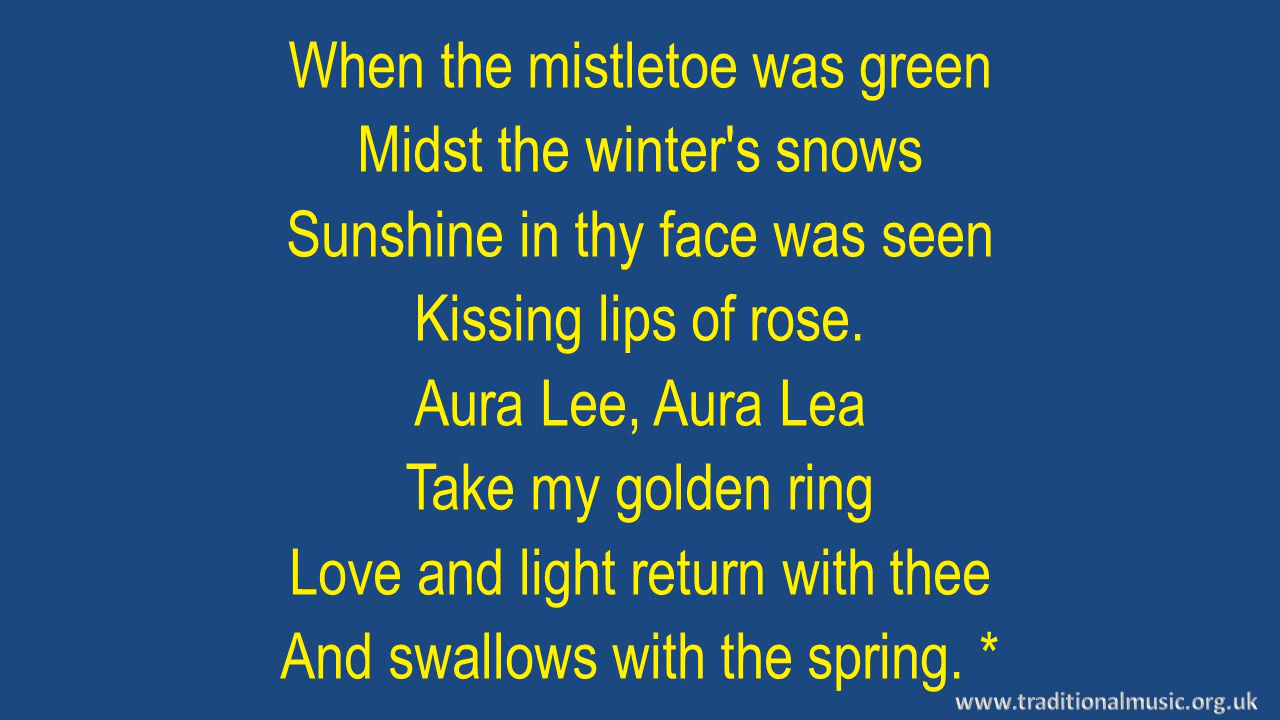 When the mistletoe was green
Midst the winter's snows
Sunshine in thy face was seen
Kissing lips of rose.
Aura Lee, Aura Lea
Take my golden ring
Love and light return with thee
And swallows with the spring. *
www.traditionalmusic.org.uk